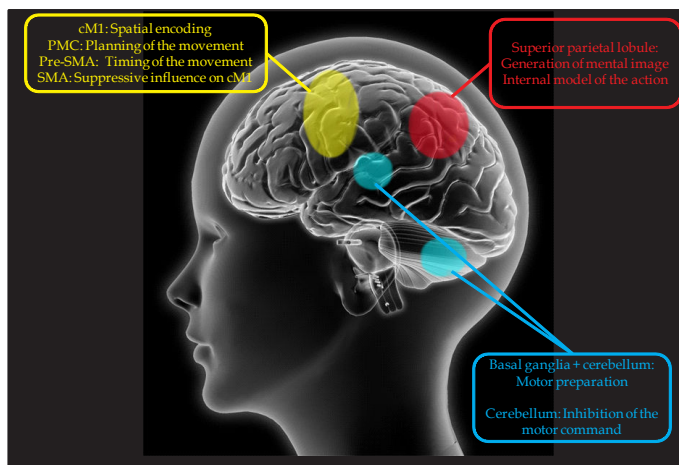 cM1: Spatial encoding
PMC: Planning of the movement
Pre-SMA: Timing of the movement
SMA: Suppressive influence on cM1
Superior parietal lobule:
Generation of mental image
Internal model of the action
Basal ganglia + cerebellum:
Motor preparation
Cerebellum: Inhibition of the
motor command